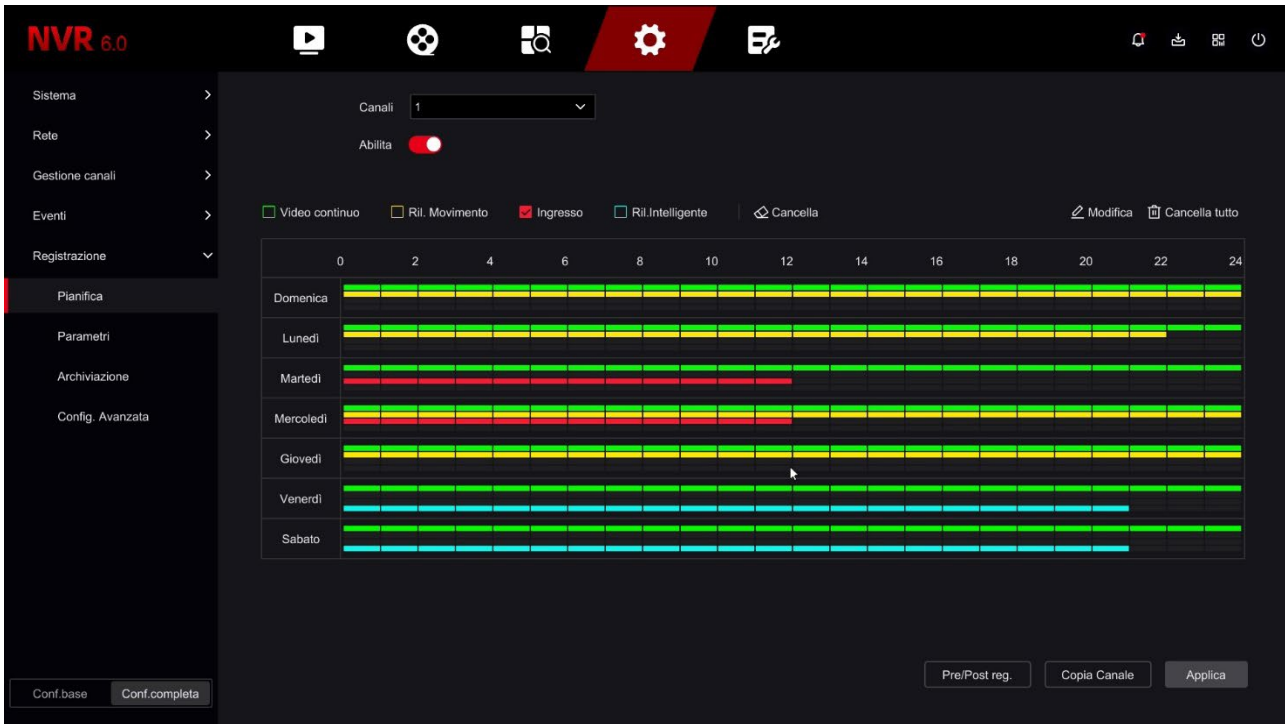 NVR 6.0
Sistema
Rete
Gestione canali
Eventi
Registrazione
Pianifica
Parametri
Archiviazione
Config. Avanzata
Conf.base Conf.completa
Canali 1
Abilita
Video continuo Ril. Movimento Ingresso Ril.Intelligente Cancella Modifica Cancella tutto
0 2 4 6 8 10 12 14 16 18 20 22 24
Domenica
Lunedì
Martedì
Mercoledì
Giovedì
Venerdì
Sabato
Pre/Post reg. Copia Canale Applica